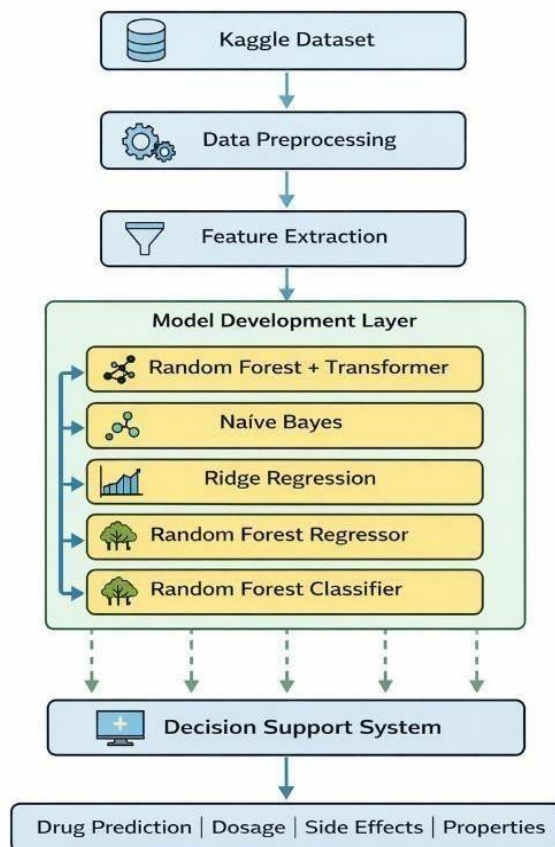 Kaggle Dataset
Data Preprocessing
Feature Extraction
Model Development Layer
Random Forest + Transformer
Naïve Bayes
Ridge Regression
Random Forest Regressor
Random Forest Classifier
Decision Support System
Drug Prediction | Dosage | Side Effects | Properties